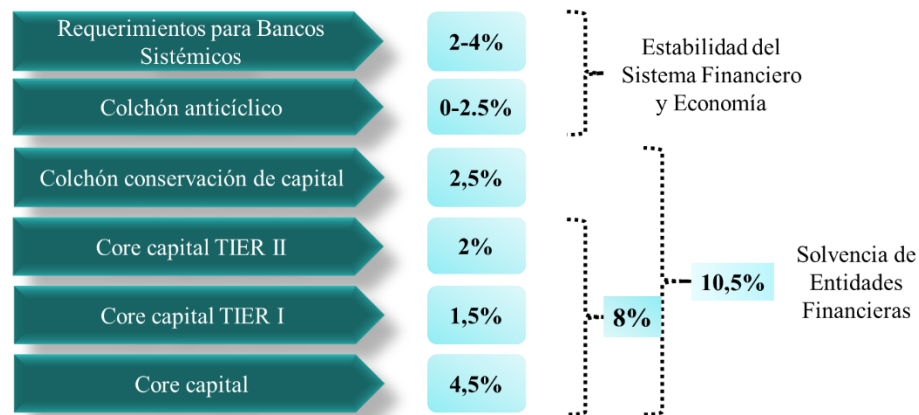 Requerimientos para Bancos
Sistémicos
2-4%
Colchón anticíclico
0-2.5%
Estabilidad del
Sistema Financiero
y Economía
Colchón conservación de capital
2,5%
Core capital TIER II
2%
Core capital TIER I
1,5%
Core capital
4,5%
8%
10,5%
Solvencia de
Entidades
Financieras